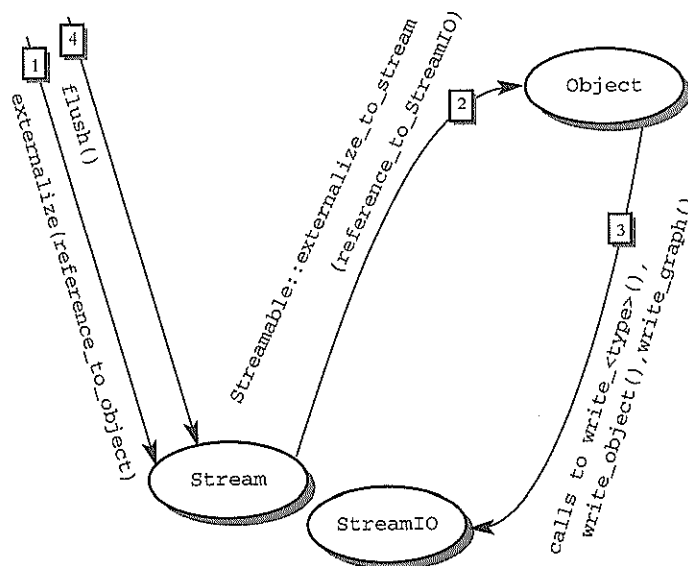 1
externalize(reference_to_object)
4
flush()
Streamable::externalize_to_stream
(reference_to_StreamIO)
2
Object
3
calls to write_<type>(),
write_object(),write_graph()
Stream
StreamIO